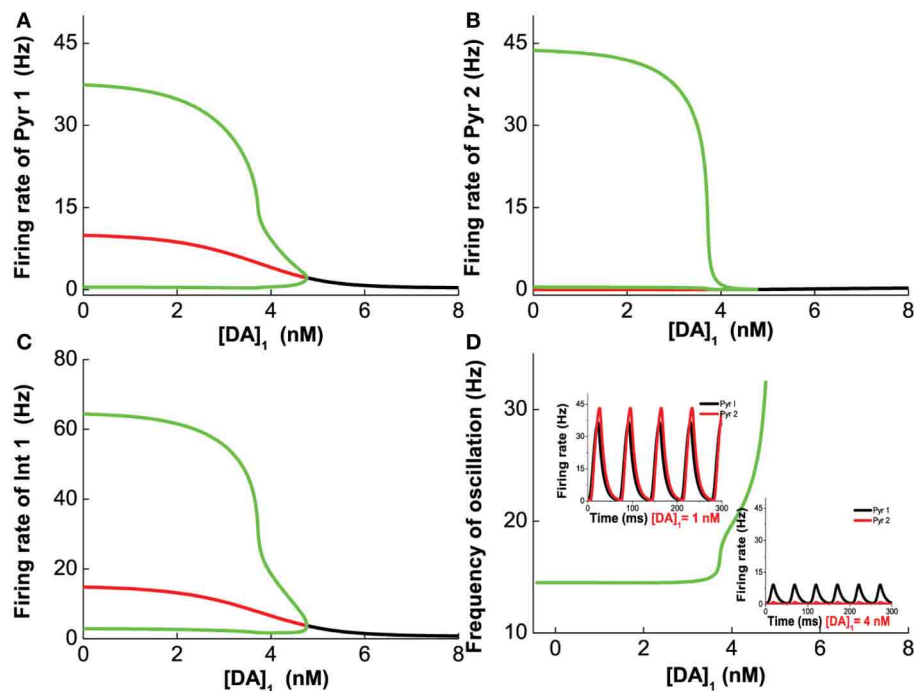 A
Firing rate of Pyr 1 (Hz)
45
30
15
0
0 2 4 6 8
[DA]1 (nM)
B
Firing rate of Pyr 2 (Hz)
45
30
15
0
0 2 4 6 8
[DA]1 (nM)
C
Firing rate of Int 1 (Hz)
80
60
40
20
0
0 2 4 6 8
[DA]1 (nM)
D
Frequency of oscillation (Hz)
30
20
10
0 2 4 6 8
[DA]1 (nM)
Firing rate (Hz)
45
30
15
0
Pyr I
Pyr 2
0 100 200 300
Time (ms) [DA]1= 1 nM
Firing rate (Hz)
45
30
15
0
Pyr 1
Pyr 2
0 100 200 300
Time (ms) [DA]1= 4 nM